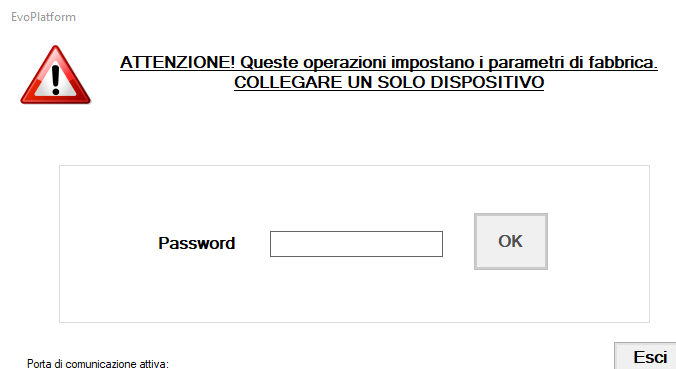 EvoPlatform
ATTENZIONE! Queste operazioni impostano i parametri di fabbrica.
COLLEGARE UN SOLO DISPOSITIVO
Password
OK
Esci
Porta di comunicazione attiva: